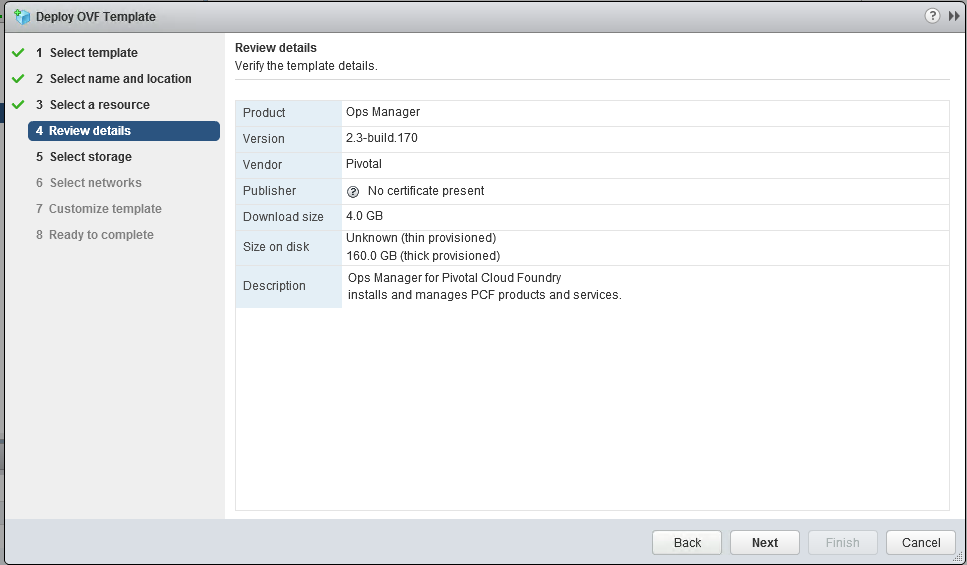 Deploy OVF Template
?
1 Select template
2 Select name and location
3 Select a resource
4 Review details
5 Select storage
6 Select networks
7 Customize template
8 Ready to complete
Review details
Verify the template details.
Product Ops Manager
Version 2.3-build.170
Vendor Pivotal
Publisher ? No certificate present
Download size 4.0 GB
Size on disk Unknown (thin provisioned)
160.0 GB (thick provisioned)
Description Ops Manager for Pivotal Cloud Foundry
installs and manages PCF products and services.
Back Next Finish Cancel